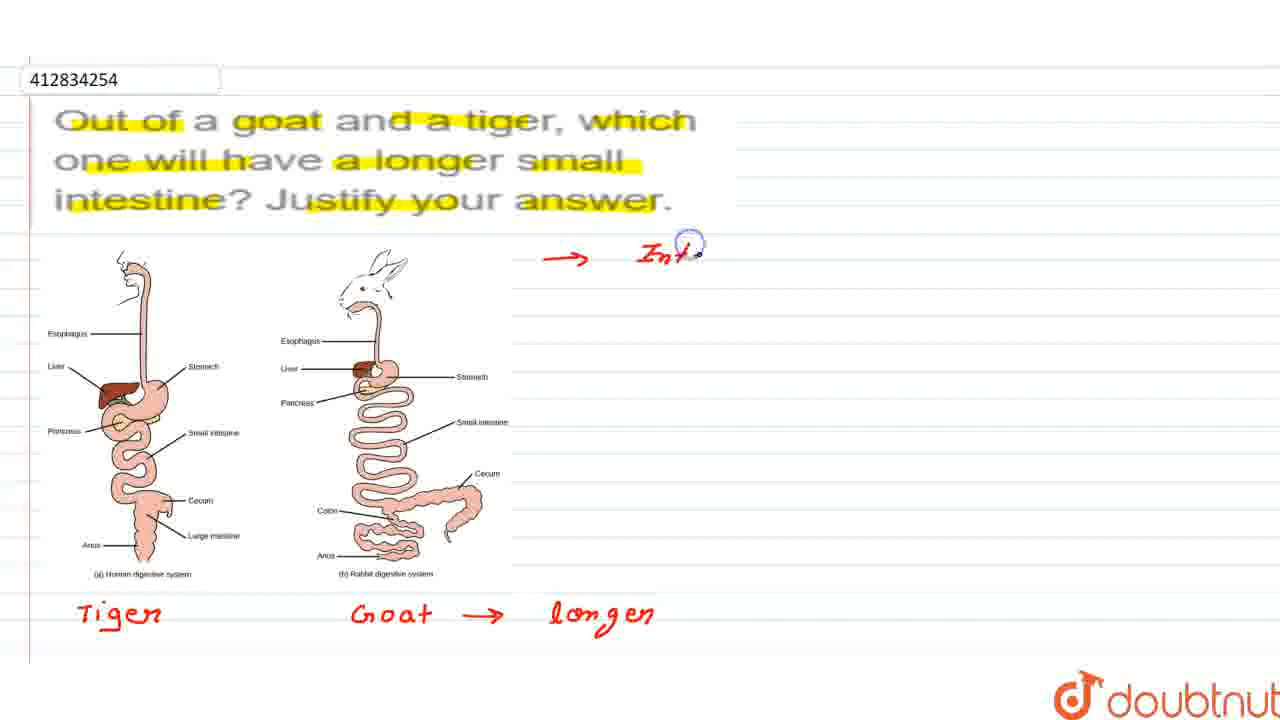 412834254
Out of a goat and a tiger, which
one will have a longer small
intestine? Justify your answer.
→ Int
Esophagus
Liver
Stomach
Pancreas
Small intestine
Cecum
Large intestine
Anus
(a) Human digestive system
Esophagus
Liver
Stomach
Pancreas
Small intestine
Cecum
Colon
Anus
(b) Rabbit digestive system
Tiger Goat → longer
doubtnut